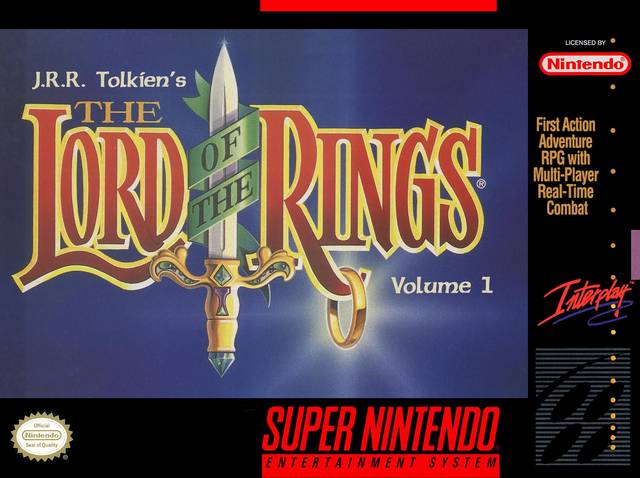 J.R.R. Tolkien's
THE
LORD
OF
THE
RINGS®
Volume 1
LICENSED BY
Nintendo®
First Action
Adventure
RPG with
Multi-Player
Real-Time
Combat
Interplay™
Official
Nintendo
Seal of Quality
SUPER NINTENDO
ENTERTAINMENT SYSTEM